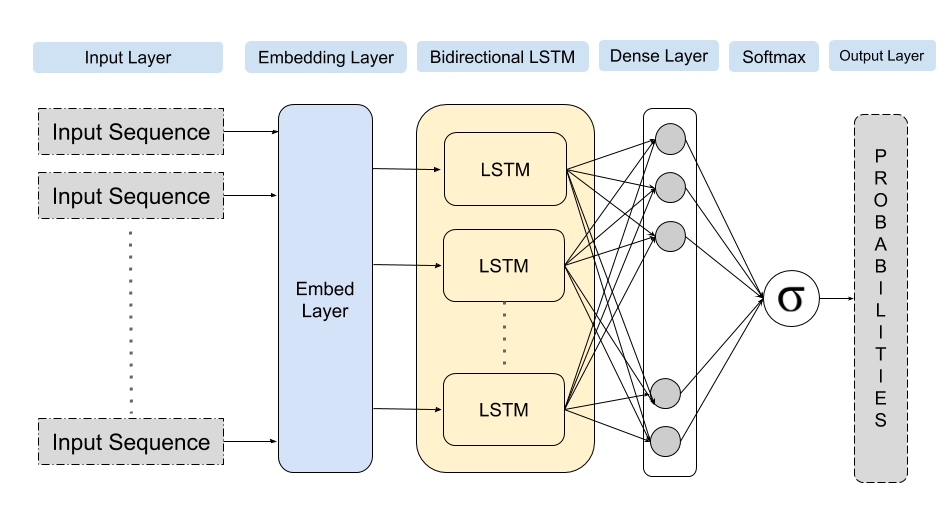 Input Layer
Embedding Layer
Bidirectional LSTM
Dense Layer
Softmax
Output Layer
Input Sequence
Input Sequence
Input Sequence
Embed
Layer
LSTM
LSTM
LSTM
σ
P
R
O
B
A
B
I
L
I
T
I
E
S